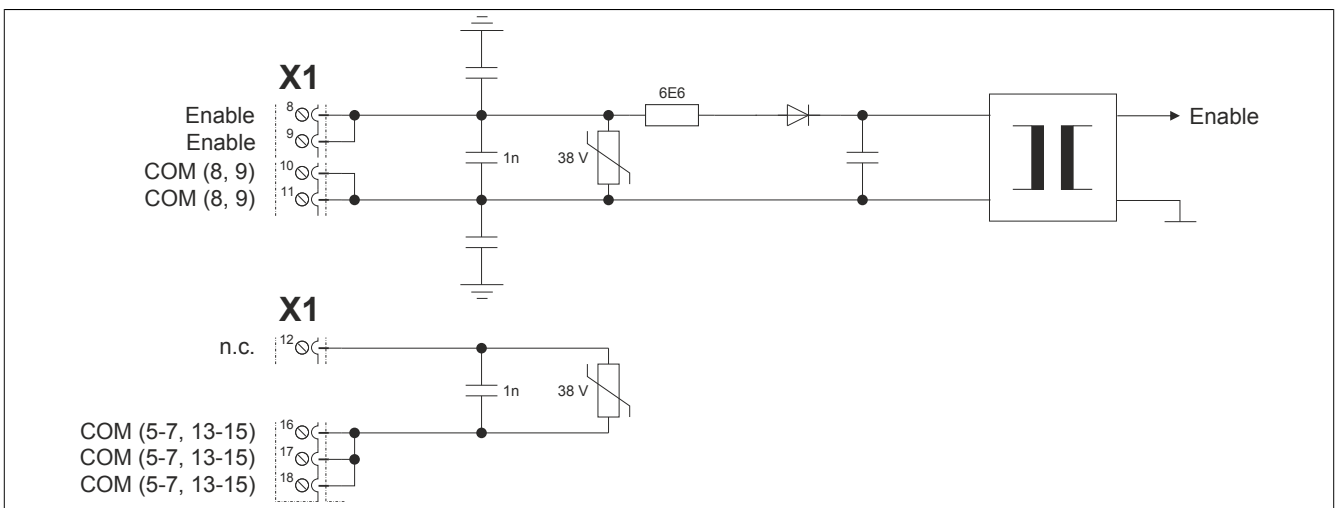 X1
6E6
Enable 8
Enable
Enable 9
COM (8, 9) 10
1n 38 V
COM (8, 9) 11
X1
n.c. 12
1n 38 V
COM (5-7, 13-15) 16
COM (5-7, 13-15) 17
COM (5-7, 13-15) 18